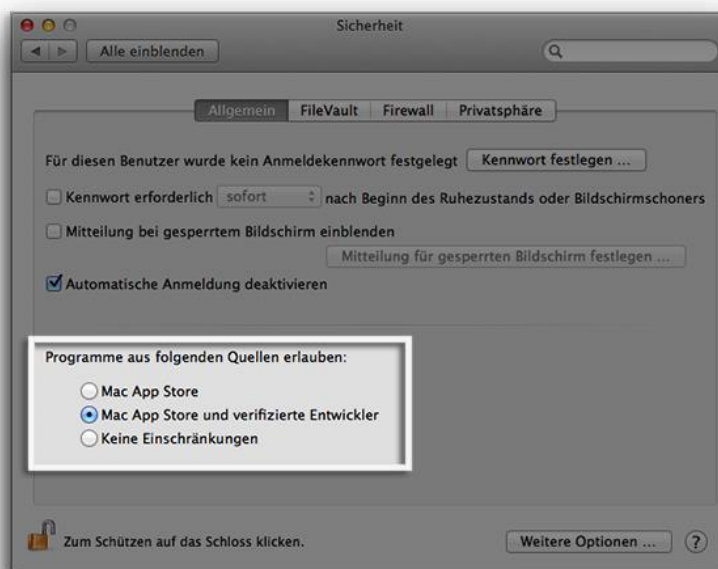 Sicherheit
Alle einblenden
Allgemein FileVault Firewall Privatsphäre
Für diesen Benutzer wurde kein Anmeldekennwort festgelegt Kennwort festlegen ...
Kennwort erforderlich sofort nach Beginn des Ruhezustands oder Bildschirmschoners
Mitteilung bei gesperrtem Bildschirm einblenden
Mitteilung für gesperrten Bildschirm festlegen ...
Automatische Anmeldung deaktivieren
Programme aus folgenden Quellen erlauben:
Mac App Store
Mac App Store und verifizierte Entwickler
Keine Einschränkungen
Zum Schützen auf das Schloss klicken. Weitere Optionen ... ?